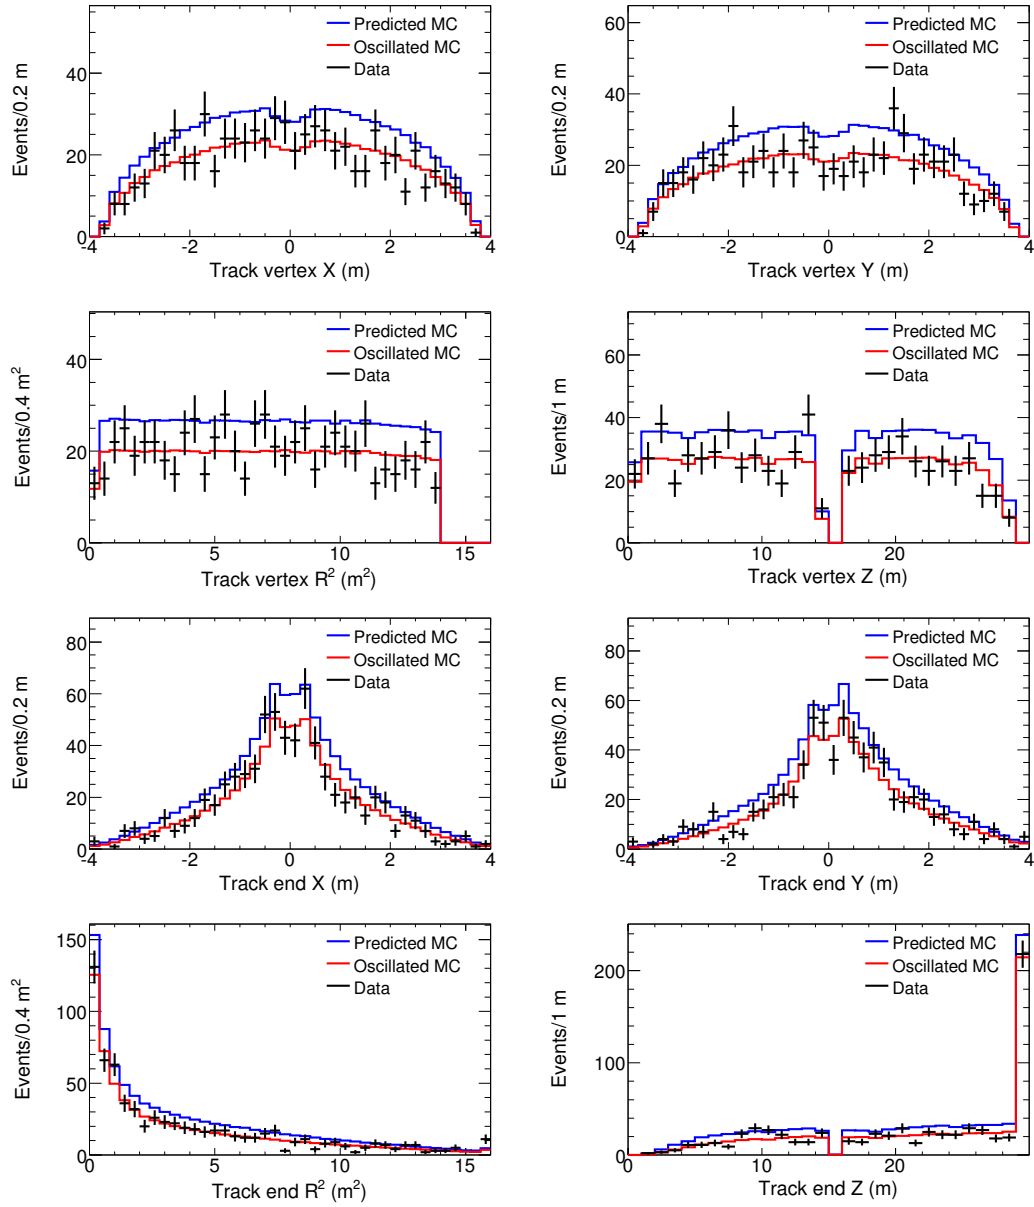 Events/0.2 m
60
40
20
0
-4 -2 0 2 4
Track vertex X (m)
Predicted MC
Oscillated MC
Data
Events/0.2 m
60
40
20
0
-4 -2 0 2 4
Track vertex Y (m)
Predicted MC
Oscillated MC
Data
Events/0.4 m²
40
20
0
0 5 10 15
Track vertex R² (m²)
Predicted MC
Oscillated MC
Data
Events/1 m
60
40
20
0
0 10 20
Track vertex Z (m)
Predicted MC
Oscillated MC
Data
Events/0.2 m
80
60
40
20
0
-4 -2 0 2 4
Track end X (m)
Predicted MC
Oscillated MC
Data
Events/0.2 m
80
60
40
20
0
-4 -2 0 2 4
Track end Y (m)
Predicted MC
Oscillated MC
Data
Events/0.4 m²
150
100
50
0
0 5 10 15
Track end R² (m²)
Predicted MC
Oscillated MC
Data
Events/1 m
200
100
0
0 10 20
Track end Z (m)
Predicted MC
Oscillated MC
Data